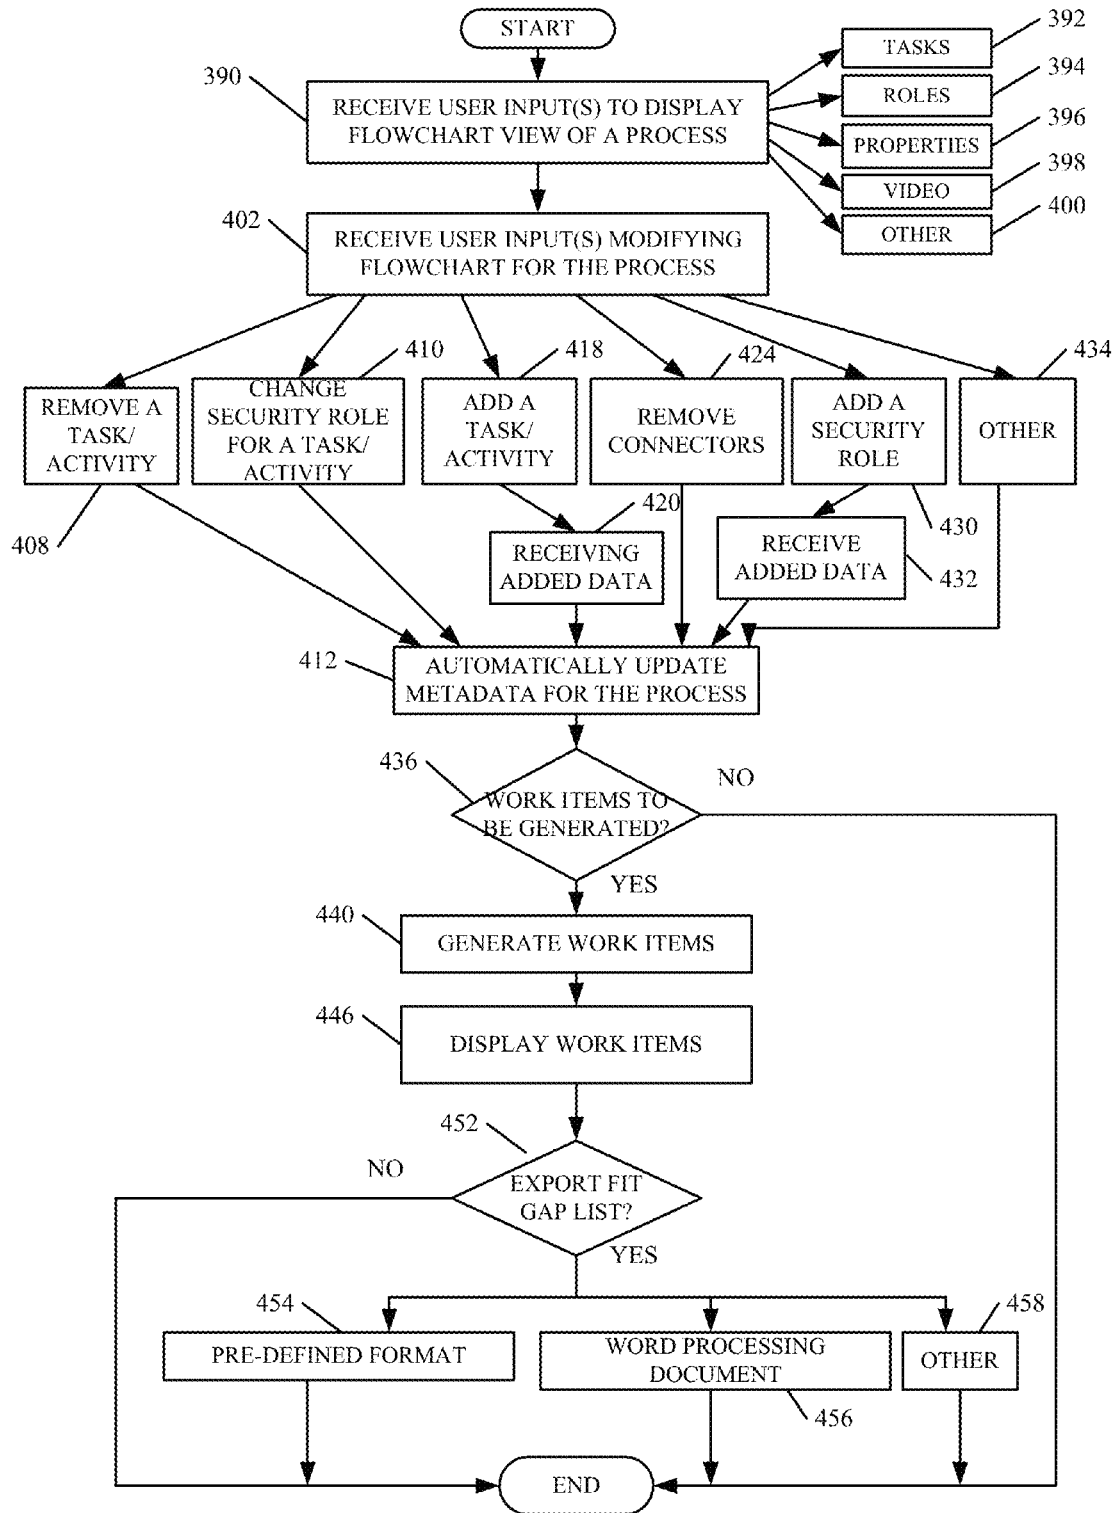 START
392
TASKS
390
394
RECEIVE USER INPUT(S) TO DISPLAY
FLOWCHART VIEW OF A PROCESS
ROLES
396
PROPERTIES
398
VIDEO
400
OTHER
402
RECEIVE USER INPUT(S) MODIFYING
FLOWCHART FOR THE PROCESS
410
418
424
434
REMOVE A
TASK/
ACTIVITY
CHANGE
SECURITY ROLE
FOR A TASK/
ACTIVITY
ADD A
TASK/
ACTIVITY
REMOVE
CONNECTORS
ADD A
SECURITY
ROLE
OTHER
408
420
430
RECEIVING
ADDED DATA
RECEIVE
ADDED DATA
432
412
AUTOMATICALLY UPDATE
METADATA FOR THE PROCESS
436
NO
WORK ITEMS TO
BE GENERATED?
YES
440
GENERATE WORK ITEMS
446
DISPLAY WORK ITEMS
452
NO
EXPORT FIT
GAP LIST?
YES
454
458
PRE-DEFINED FORMAT
WORD PROCESSING
DOCUMENT
OTHER
456
END